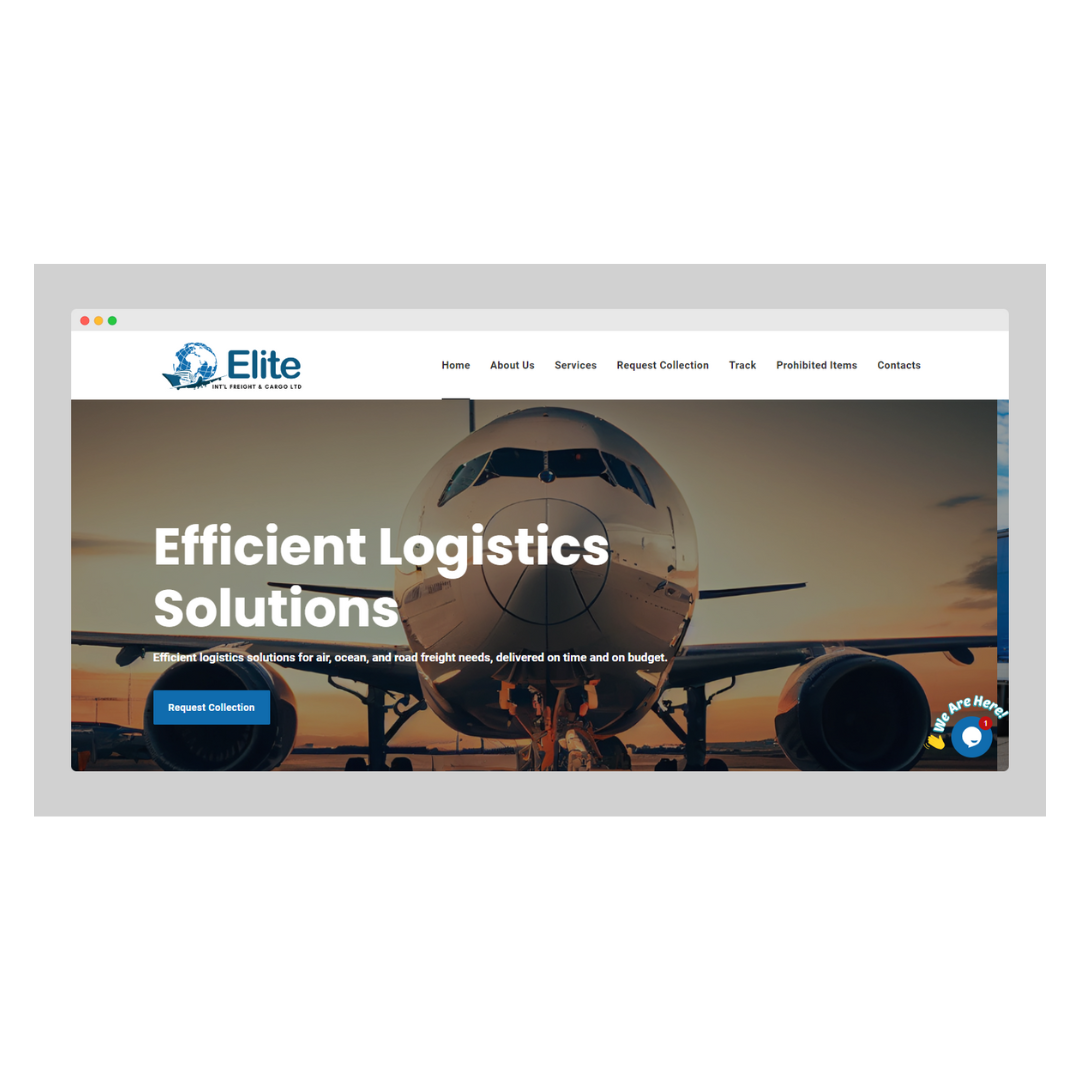 Elite
INT'L FREIGHT & CARGO LTD
Home About Us Services Request Collection Track Prohibited Items Contacts
Efficient Logistics
Solutions
Efficient logistics solutions for air, ocean, and road freight needs, delivered on time and on budget.
Request Collection
We Are Here!
1